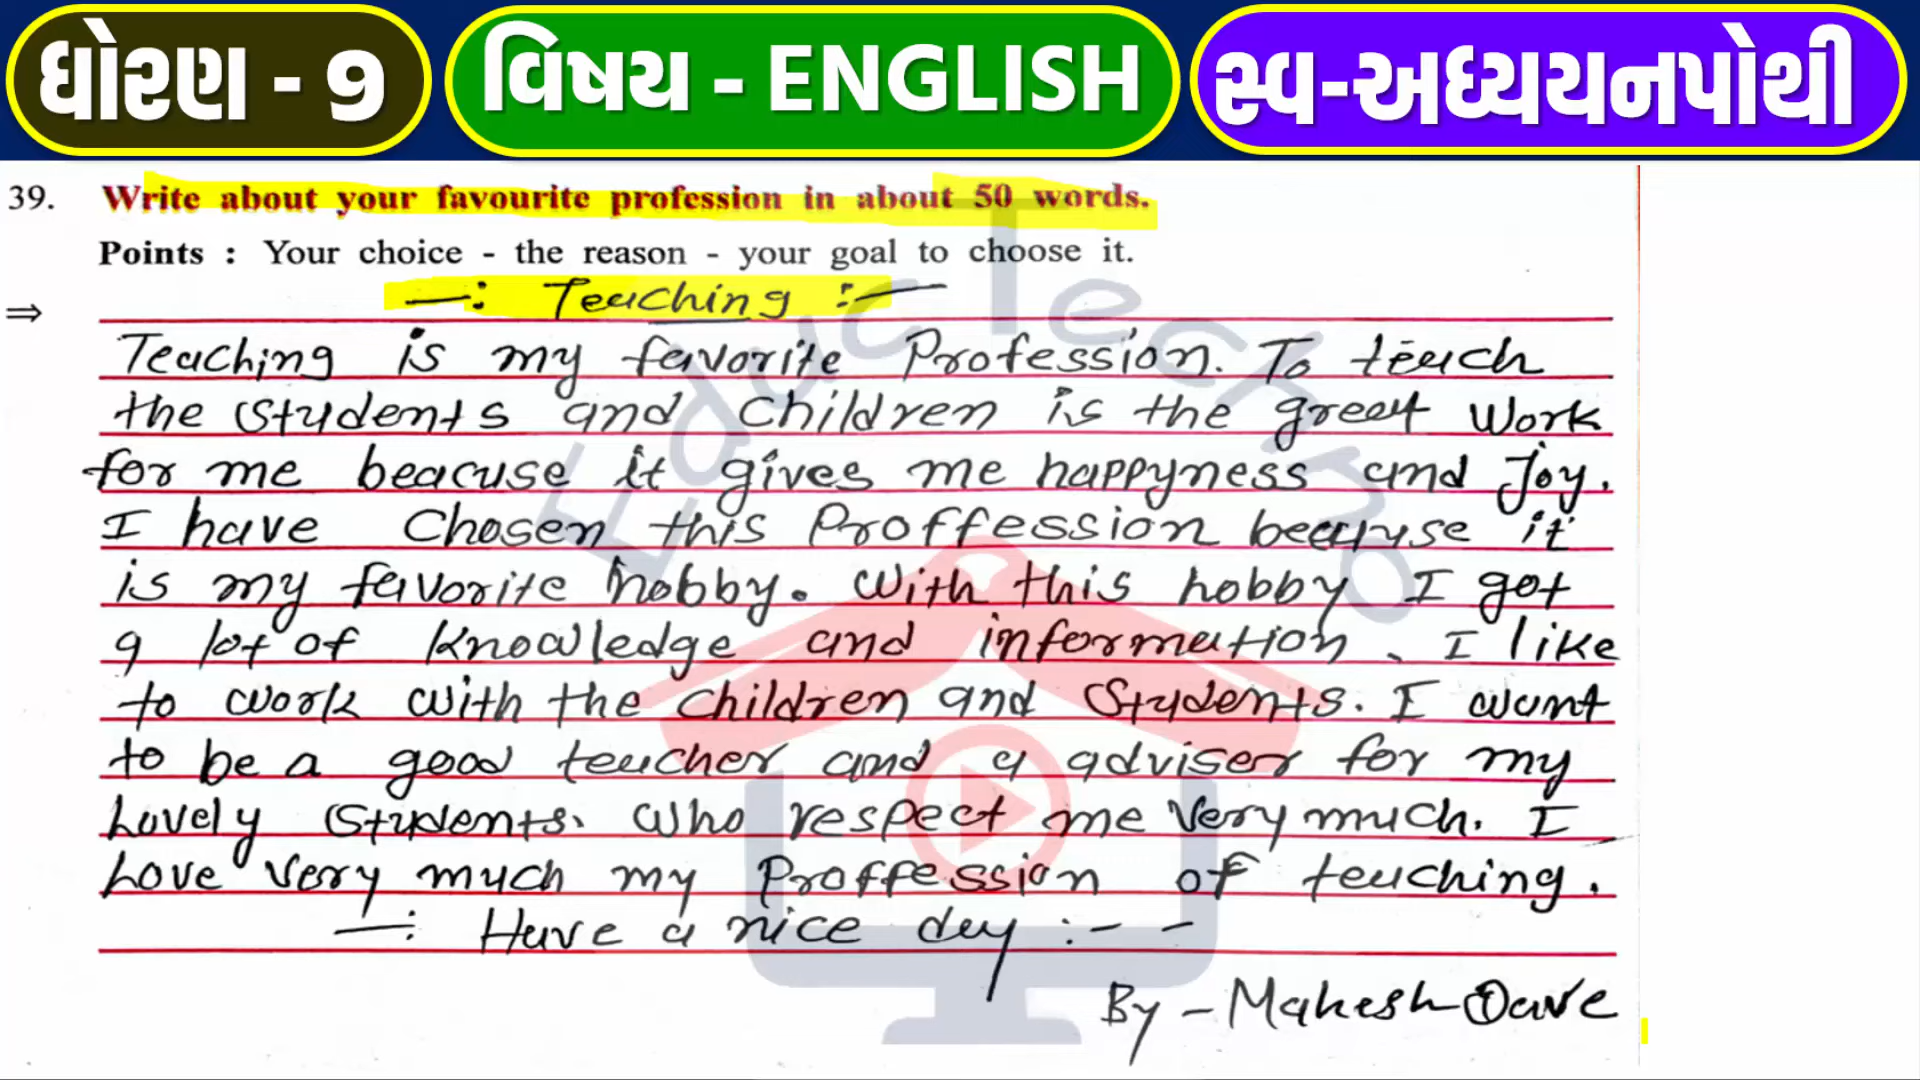 ધોરણ - 9 વિષય - ENGLISH સ્વ-અધ્યયનપોથી
39. Write about your favourite profession in about 50 words.
Points : Your choice - the reason - your goal to choose it.
⇒ —: Teaching :—
Teaching is my favorite Profession. To teach
the students and children is the great work
for me beacuse it gives me happyness and Joy.
I have chosen this Proffession because it
is my favorite hobby. With this hobby I got
a lot of knowledge and information. I like
to work with the children and students. I want
to be a good teacher and a adviser for my
Lovely students. who respect me very much. I
Love very much my Proffession of teaching.
—: Have a nice day :- -
By - Mahesh Dave
EducTechno